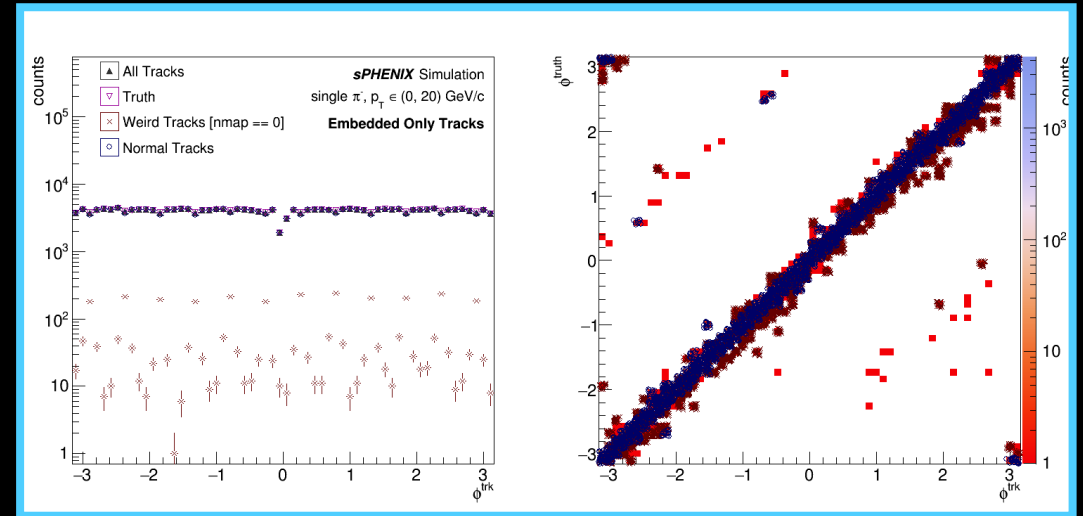 counts
10⁵
10⁴
10³
10²
10
1
All Tracks
Truth
Weird Tracks [nmap == 0]
Normal Tracks
sPHENIX Simulation
single π⁻, p_T ∈ (0, 20) GeV/c
Embedded Only Tracks
−3 −2 −1 0 1 2 3
φ^trk
φ^truth
3
2
1
0
−1
−2
−3
−3 −2 −1 0 1 2 3
φ^trk
counts
10³
10²
10
1